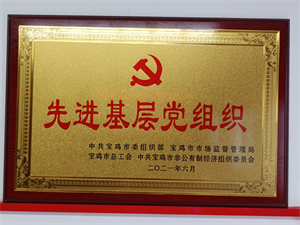 先进基层党组织
中共宝鸡市委组织部 宝鸡市市场监督管理局
宝鸡市总工会 中共宝鸡市非公有制经济组织委员会
二〇二一年六月